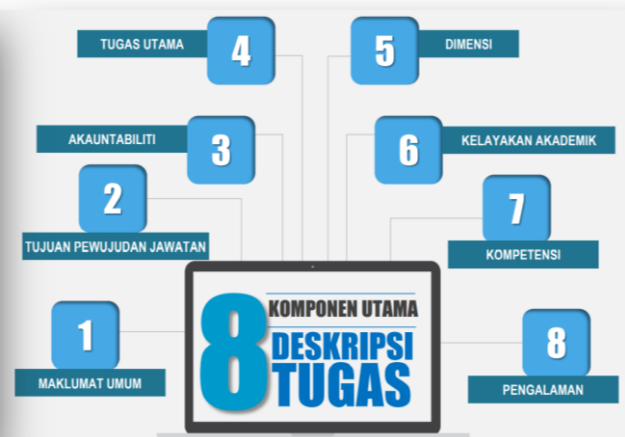 1
MAKLUMAT UMUM
2
TUJUAN PEWUJUDAN JAWATAN
3
AKAUNTABILITI
4
TUGAS UTAMA
5
DIMENSI
6
KELAYAKAN AKADEMIK
7
KOMPETENSI
8
PENGALAMAN
8
KOMPONEN UTAMA
DESKRIPSI
TUGAS